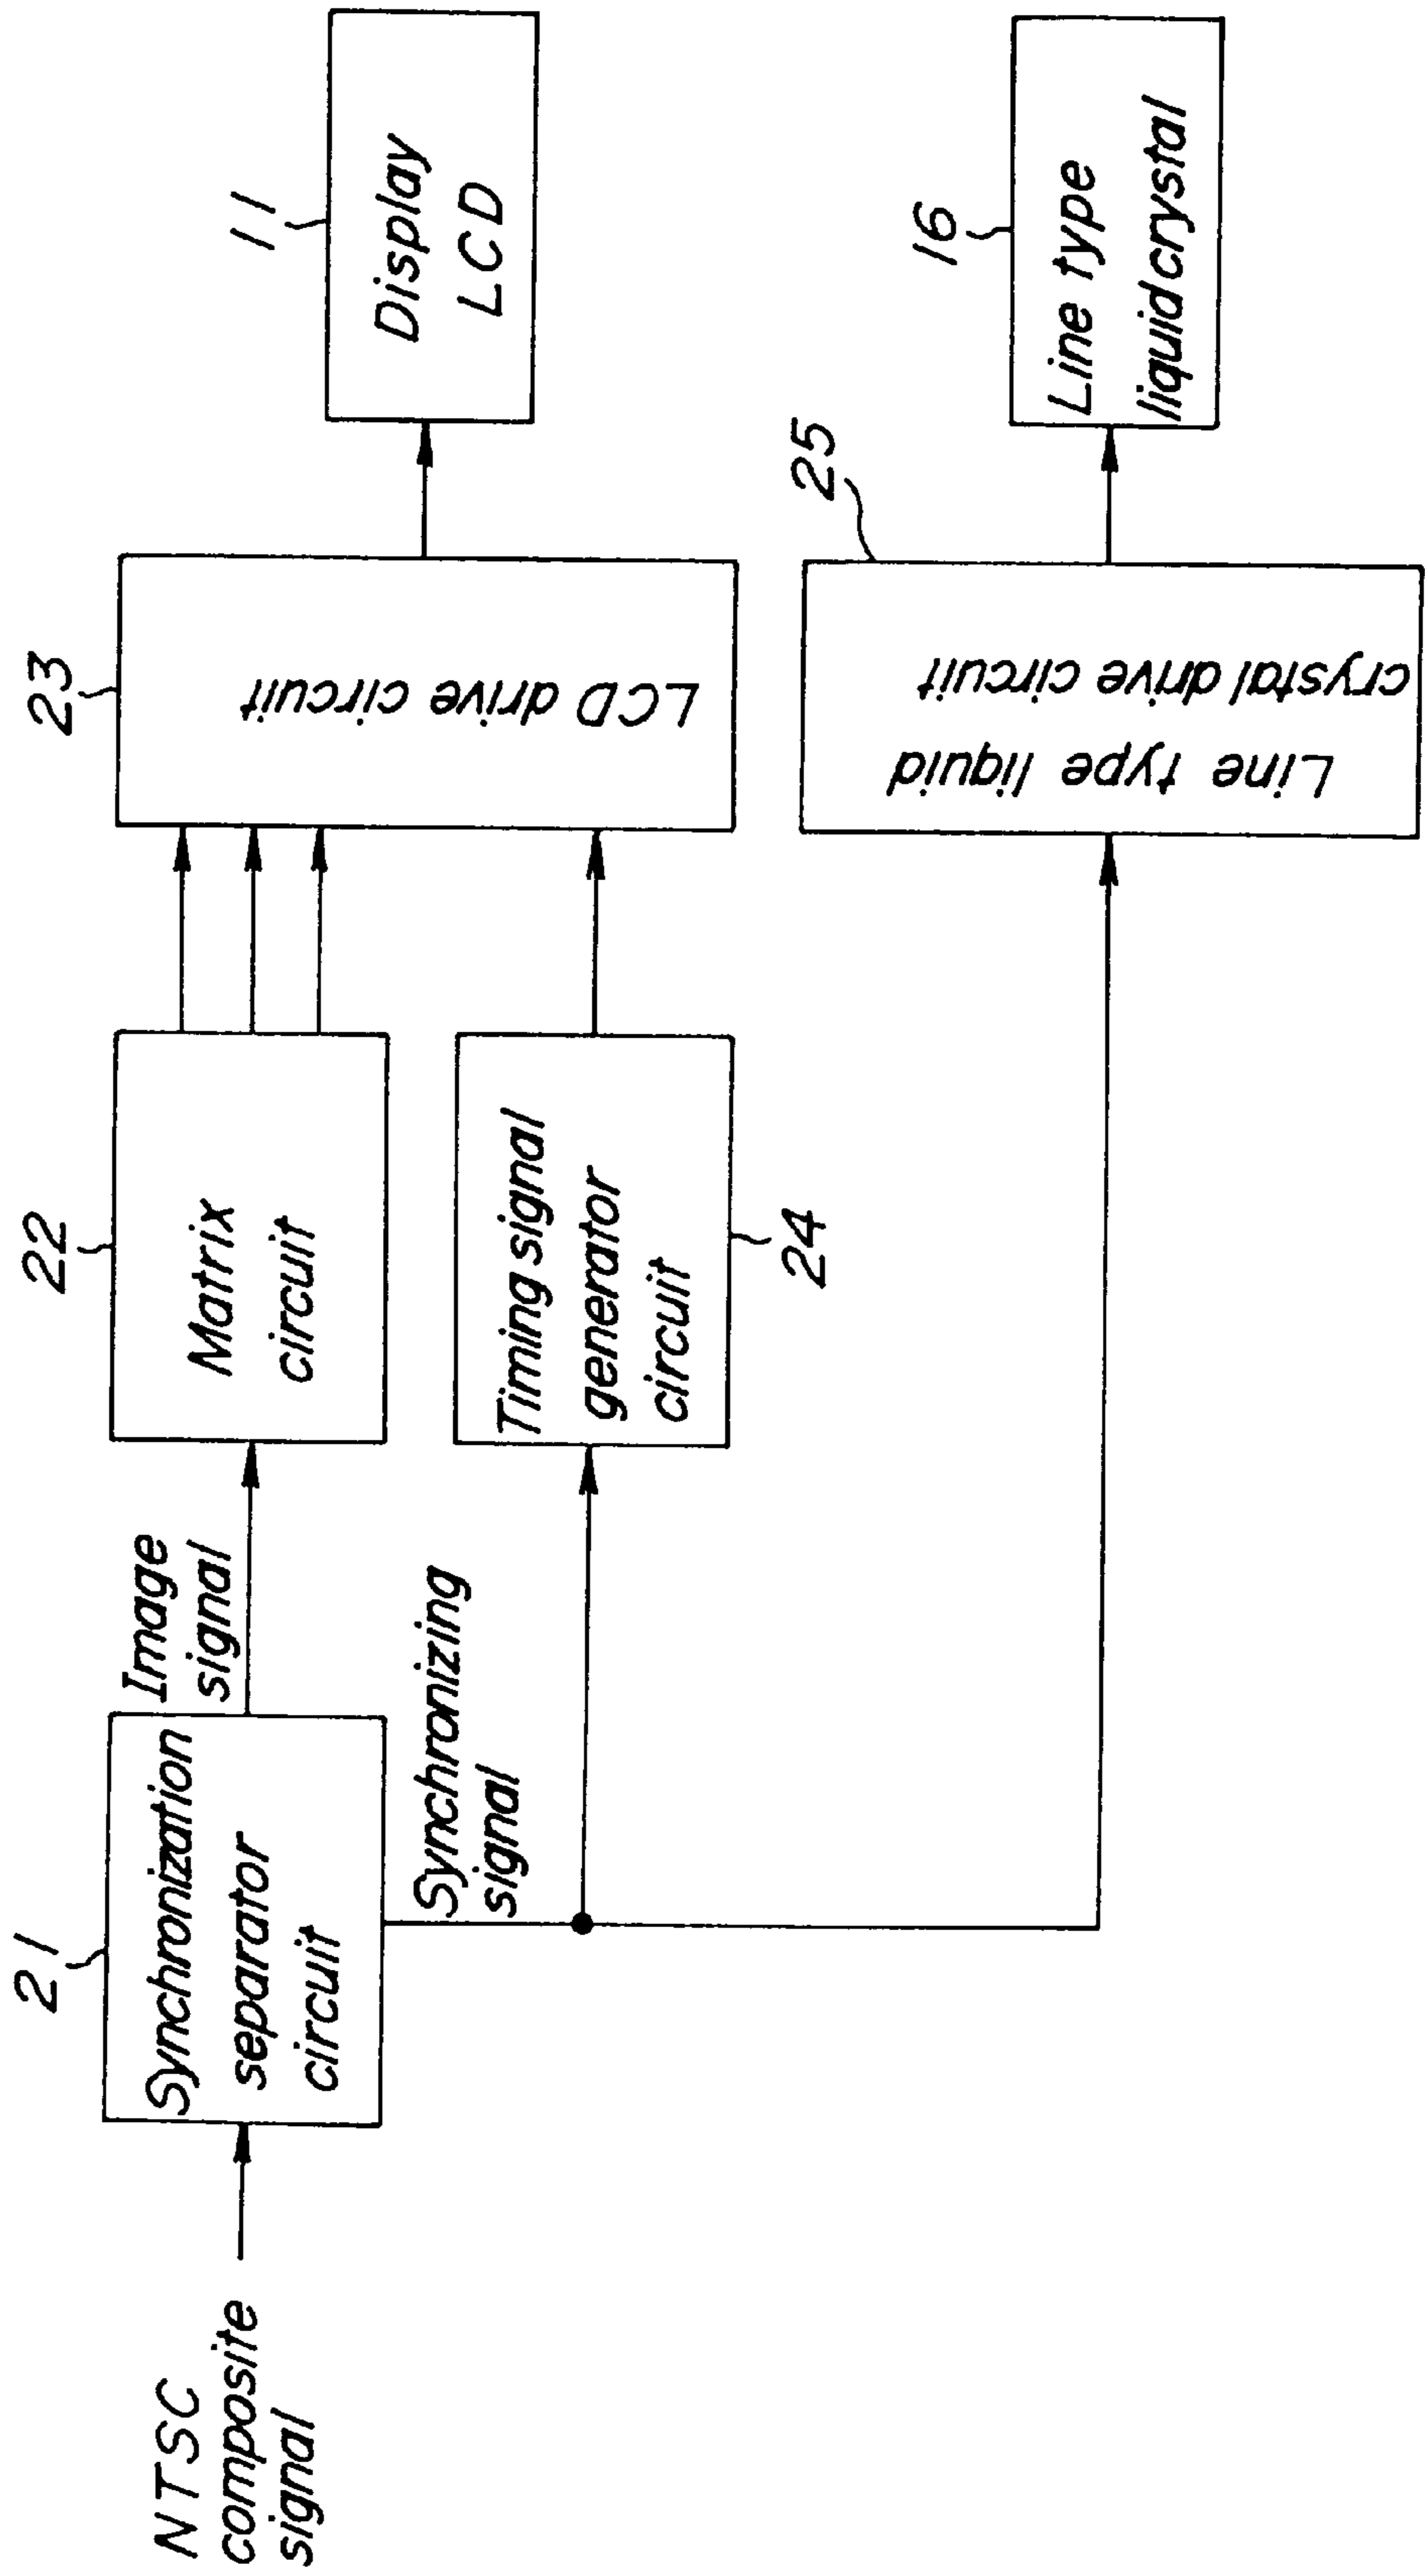 NTSC
composite
signal
21
Synchronization
separator
circuit
Image
signal
Synchronizing
signal
22
Matrix
circuit
Timing signal
generator
circuit
24
23
LCD drive circuit
25
Line type liquid
crystal drive circuit
11
Display
LCD
16
Line type
liquid crystal